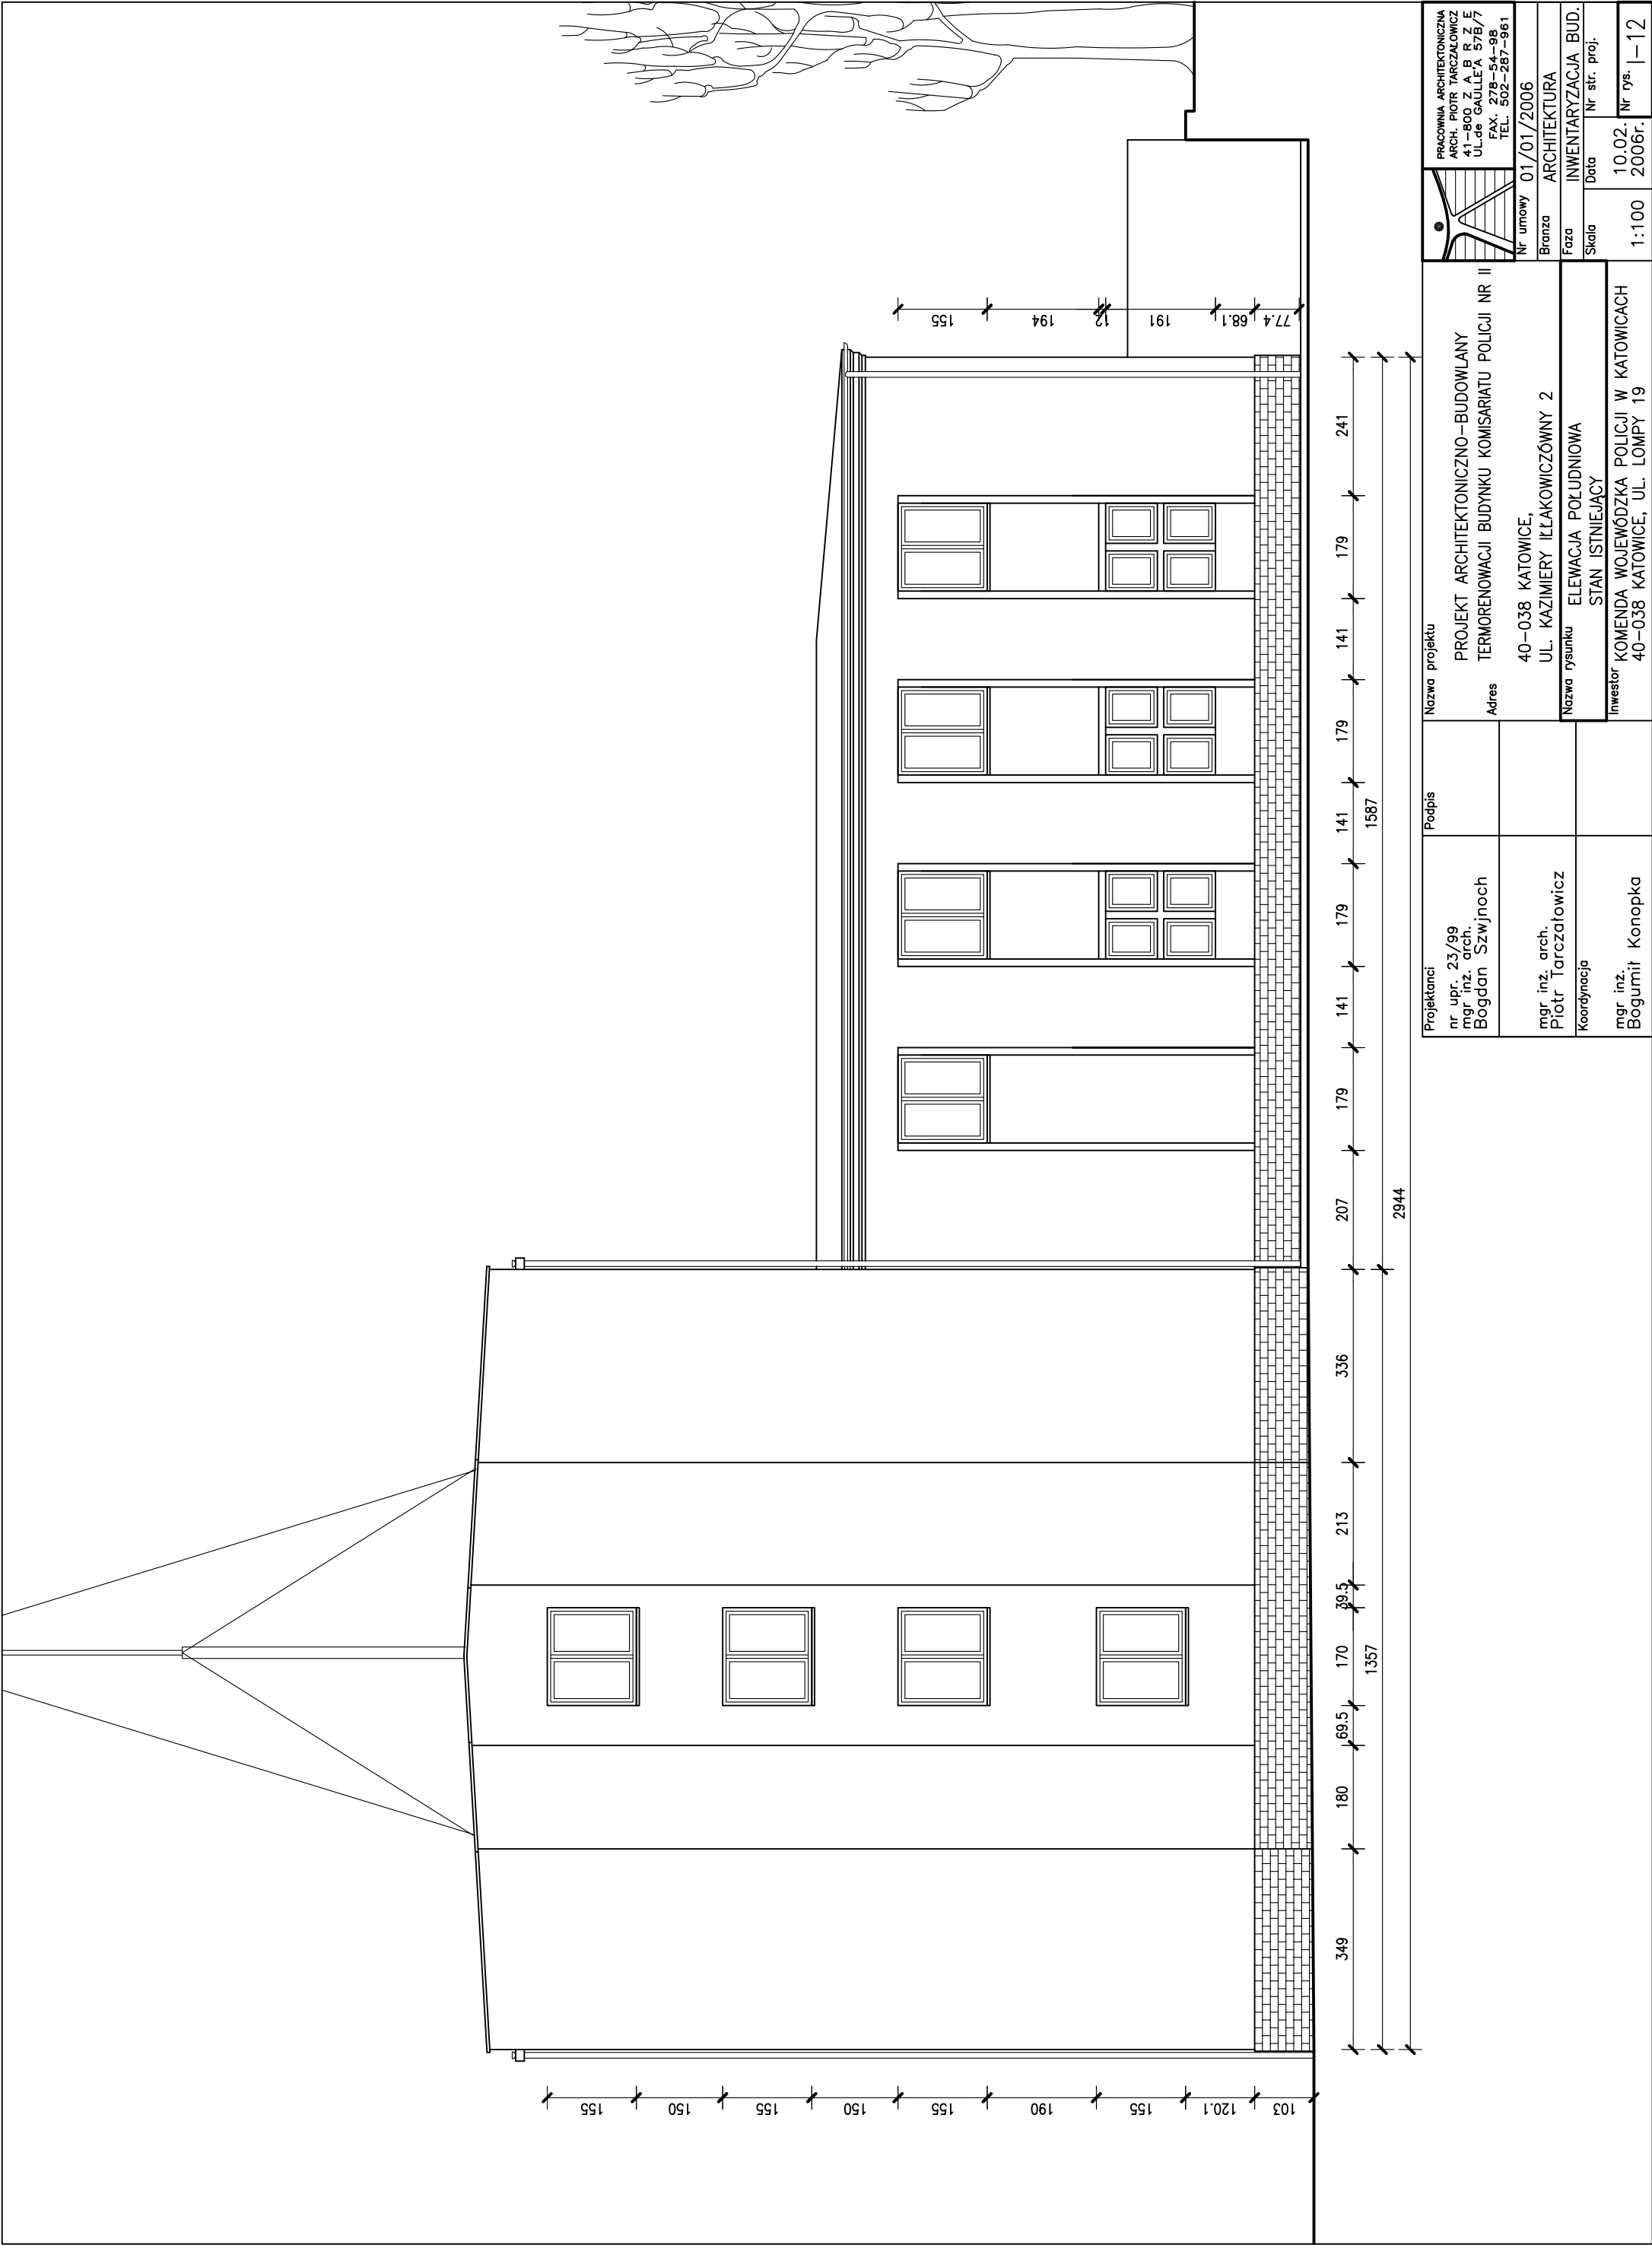 155
150
155
150
155
190
155
120.1
103
155
194
12
191
68.1
77.4
349
180
69.5
170
39.5
213
336
207
179
141
179
141
179
141
179
241
1357
1587
2944
Projektanci
Podpis
nr upr. 23/99
mgr inż. arch.
Bogdan Szwjnoch
mgr inż. arch.
Piotr Tarczałowicz
Koordynacja
mgr inż.
Bogumił Konopka
Nazwa projektu
PROJEKT ARCHITEKTONICZNO-BUDOWLANY
TERMORENOWACJI BUDYNKU KOMISARIATU POLICJI NR II
Adres
40-038 KATOWICE,
UL. KAZIMIERY IŁŁAKOWICZÓWNY 2
Nazwa rysunku
ELEWACJA POŁUDNIOWA
STAN ISTNIEJĄCY
Inwestor
KOMENDA WOJEWÓDZKA POLICJI W KATOWICACH
40-038 KATOWICE, UL. LOMPY 19
PRACOWNIA ARCHITEKTONICZNA
ARCH. PIOTR TARCZAŁOWICZ
41-800 Z A B R Z E
UL.de GAULLE'A 57B/7
FAX. 278-54-98
TEL. 502-287-961
Nr umowy 01/01/2006
Branza ARCHITEKTURA
Faza INWENTARYZACJA BUD.
Skala Data Nr str. proj.
1:100 10.02. 2006r. Nr rys. I-12